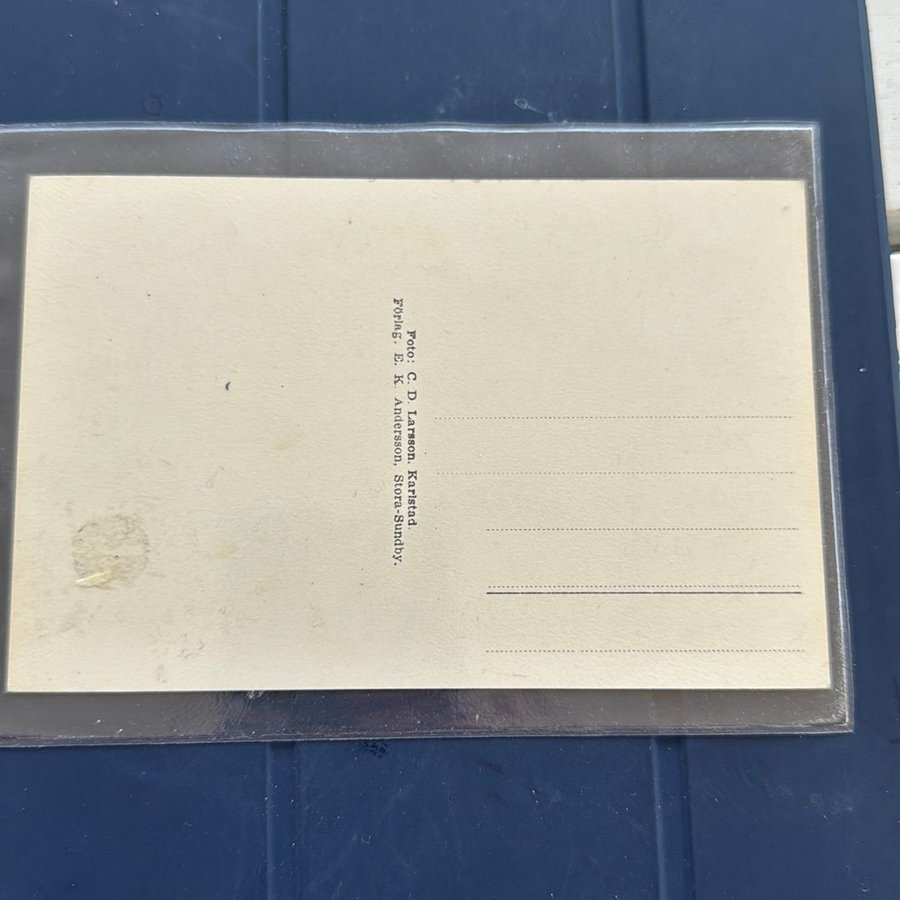 Foto: C. D. Larsson. Karlstad.
Förlag. E. K. Andersson, Stora-Sundby.